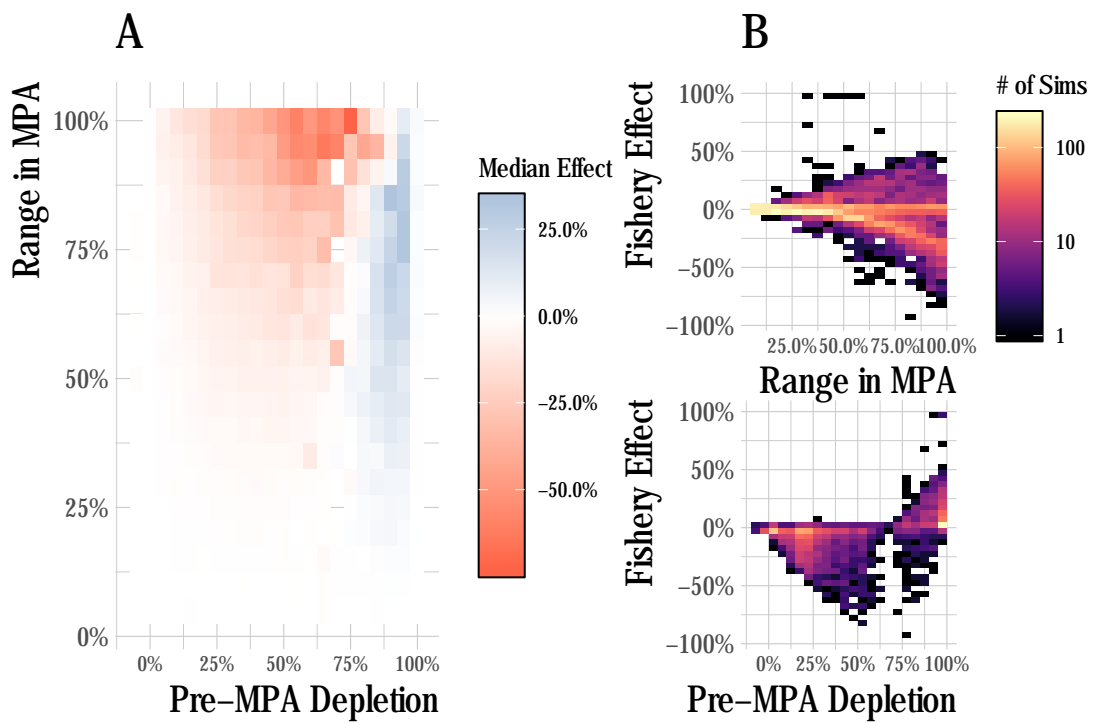 A
Range in MPA
100%
75%
50%
25%
0%
0% 25% 50% 75% 100%
Pre−MPA Depletion
Median Effect
25.0%
0.0%
−25.0%
−50.0%
B
Fishery Effect
100%
50%
0%
−50%
−100%
25.0% 50.0% 75.0% 100.0%
Range in MPA
# of Sims
100
10
1
Fishery Effect
100%
50%
0%
−50%
−100%
0% 25% 50% 75% 100%
Pre−MPA Depletion